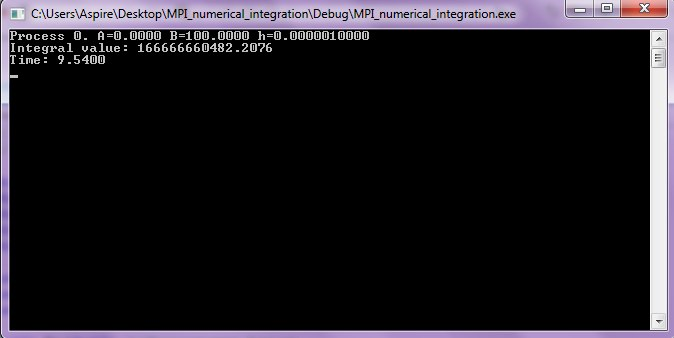 C:\Users\Aspire\Desktop\MPI_numerical_integration\Debug\MPI_numerical_integration.exe
Process 0. A=0.0000 B=100.0000 h=0.0000010000
Integral value: 166666660482.2076
Time: 9.5400